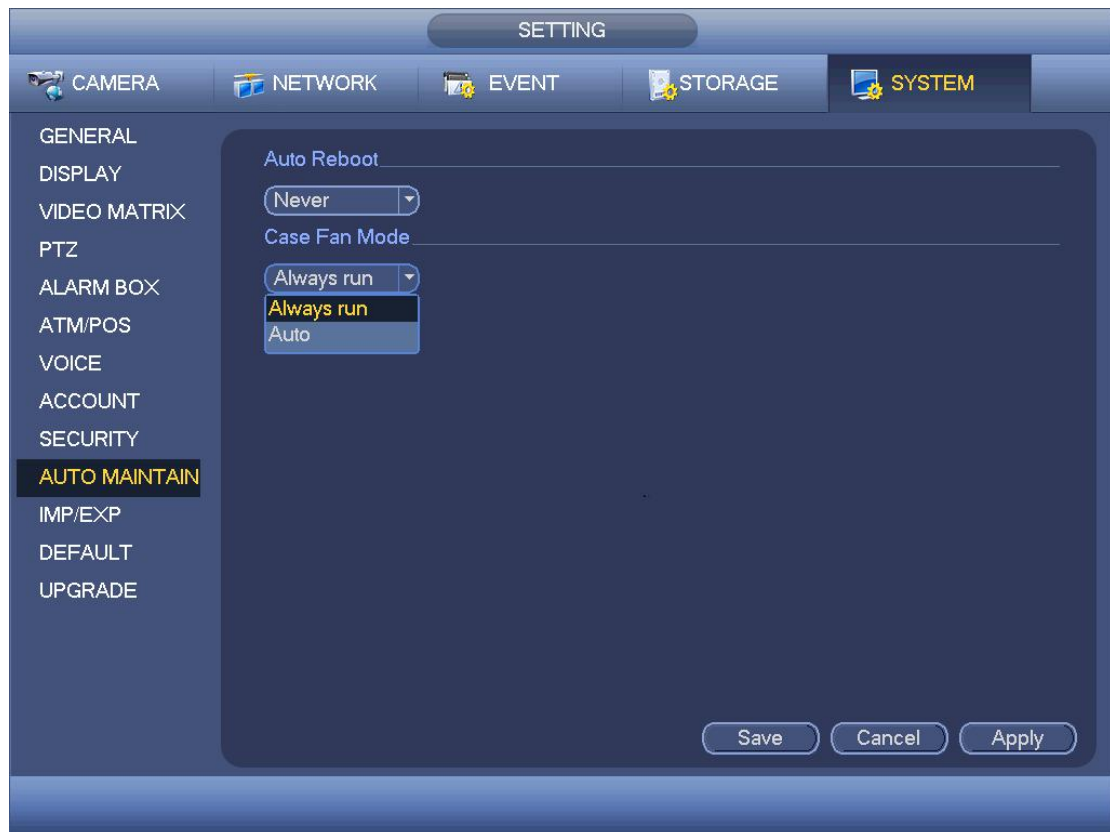 SETTING
CAMERA NETWORK EVENT STORAGE SYSTEM
GENERAL
DISPLAY
VIDEO MATRIX
PTZ
ALARM BOX
ATM/POS
VOICE
ACCOUNT
SECURITY
AUTO MAINTAIN
IMP/EXP
DEFAULT
UPGRADE
Auto Reboot
Never
Case Fan Mode
Always run
Always run
Auto
Save Cancel Apply